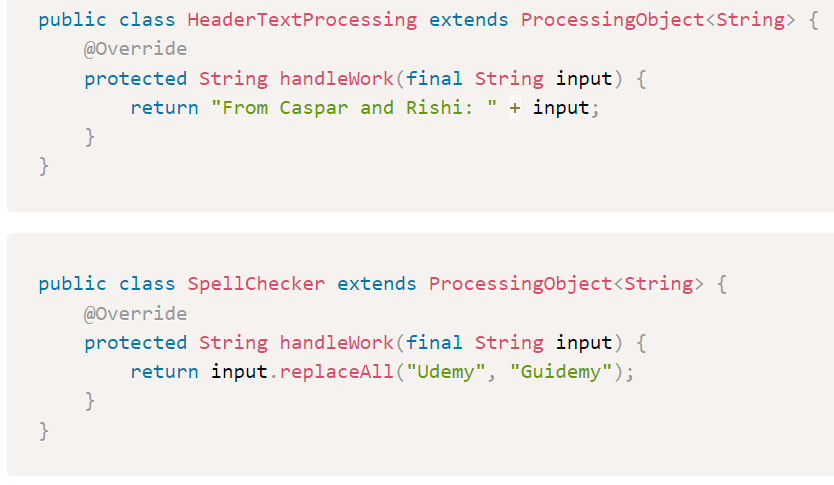 public class HeaderTextProcessing extends ProcessingObject<String> {
    @Override
    protected String handleWork(final String input) {
        return "From Caspar and Rishi: " + input;
    }
}
public class SpellChecker extends ProcessingObject<String> {
    @Override
    protected String handleWork(final String input) {
        return input.replaceAll("Udemy", "Guidemy");
    }
}